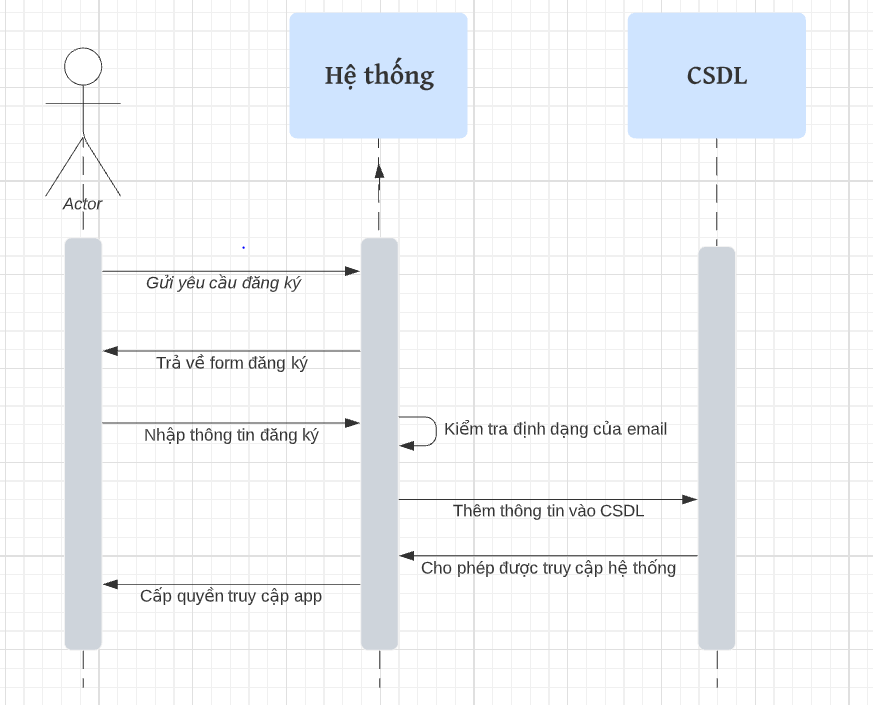 Hệ thống
CSDL
Actor
Gửi yêu cầu đăng ký
Trả về form đăng ký
Nhập thông tin đăng ký
Kiểm tra định dạng của email
Thêm thông tin vào CSDL
Cho phép được truy cập hệ thống
Cấp quyền truy cập app